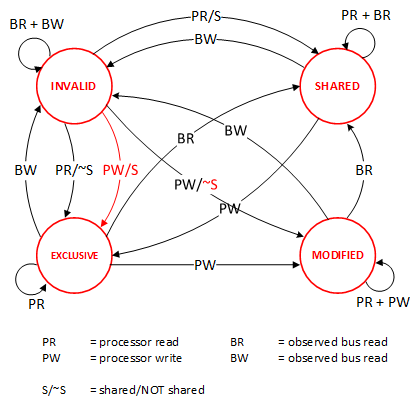 BR + BW
PR + BR
PR/S
BW
INVALID
SHARED
BR
BW
BW
PR/~S
PW/S
PW/~S
BR
PW
EXCLUSIVE
MODIFIED
PW
PR
PR + PW
PR = processor read BR = observed bus read
PW = processor write BW = observed bus read
S/~S = shared/NOT shared